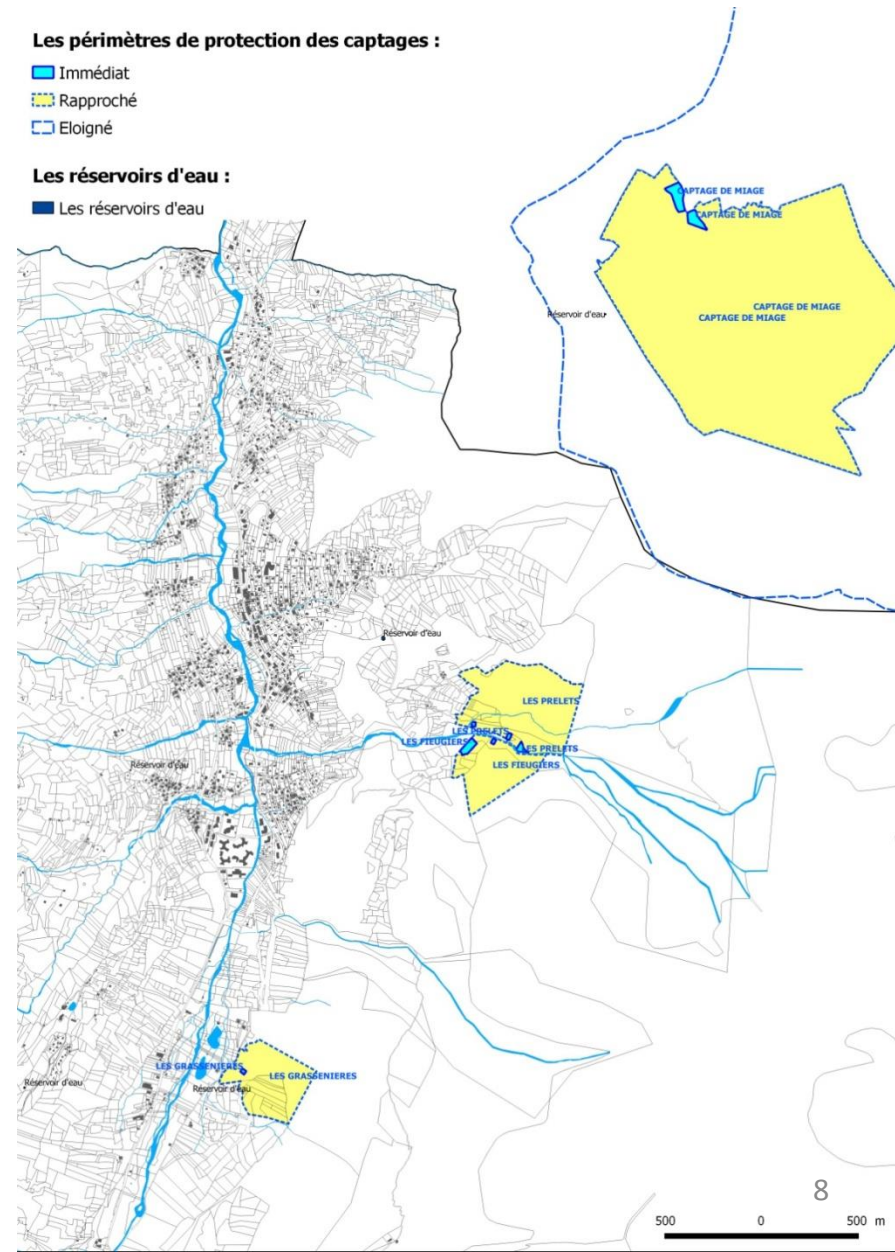 Les périmètres de protection des captages :
Immédiat
Rapproché
Eloigné
Les réservoirs d'eau :
Les réservoirs d'eau
CAPTAGE DE MIAGE
CAPTAGE DE MIAGE
CAPTAGE DE MIAGE
Réservoir d'eau
CAPTAGE DE MIAGE
Réservoir d'eau
LES PRELETS
LES PRELETS
LES FIEUGIERS
LES PRELETS
LES FIEUGIERS
Réservoir d'eau
LES GRASSENIERES
LES GRASSENIERES
Réservoir d'eau
Réservoir d'eau
8
500 0 500 m